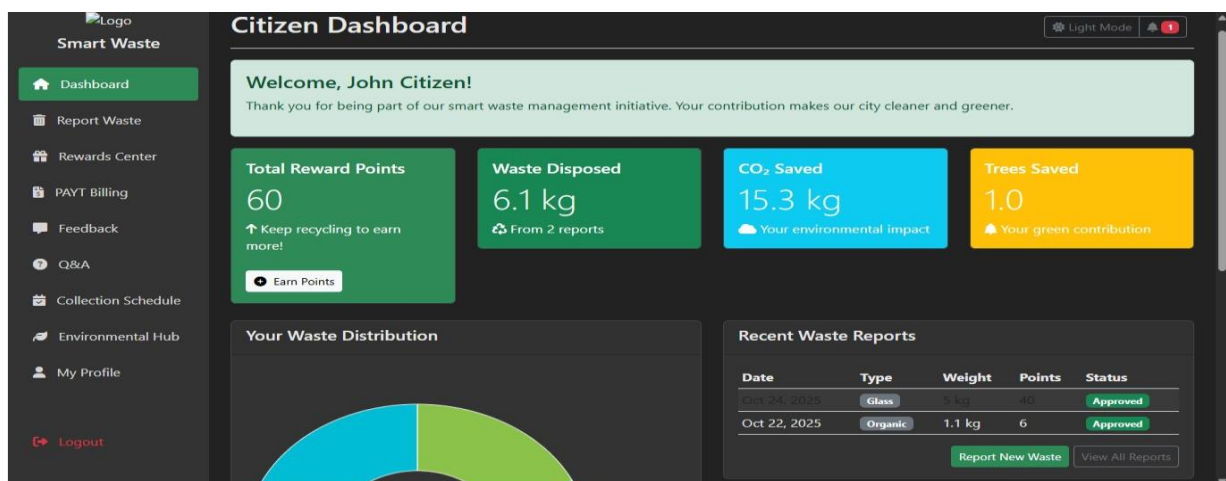 Logo
Smart Waste
Dashboard
Report Waste
Rewards Center
PAYT Billing
Feedback
Q&A
Collection Schedule
Environmental Hub
My Profile
Logout
Citizen Dashboard
Light Mode
1
Welcome, John Citizen!
Thank you for being part of our smart waste management initiative. Your contribution makes our city cleaner and greener.
Total Reward Points
60
Keep recycling to earn
more!
Earn Points
Waste Disposed
6.1 kg
From 2 reports
CO₂ Saved
15.3 kg
Your environmental impact
Trees Saved
1.0
Your green contribution
Your Waste Distribution
Recent Waste Reports
Date Type Weight Points Status
Oct 24, 2025 Glass 5 kg 40 Approved
Oct 22, 2025 Organic 1.1 kg 6 Approved
Report New Waste View All Reports